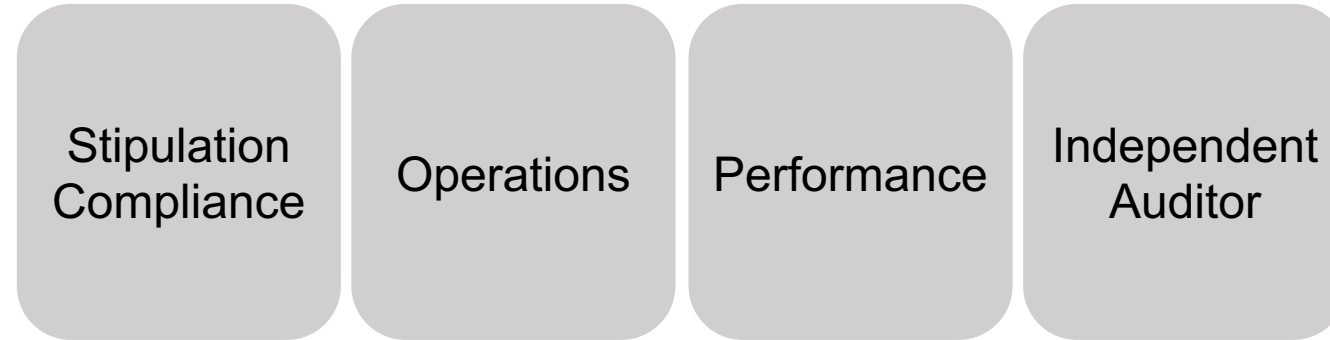 Stipulation
Compliance
Operations
Performance
Independent
Auditor